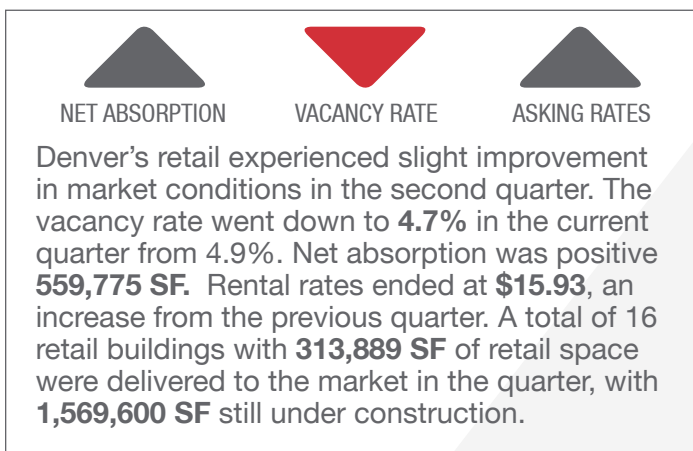 NET ABSORPTION VACANCY RATE ASKING RATES
Denver's retail experienced slight improvement
in market conditions in the second quarter. The
vacancy rate went down to 4.7% in the current
quarter from 4.9%. Net absorption was positive
559,775 SF.  Rental rates ended at $15.93, an
increase from the previous quarter. A total of 16
retail buildings with 313,889 SF of retail space
were delivered to the market in the quarter, with
1,569,600 SF still under construction.